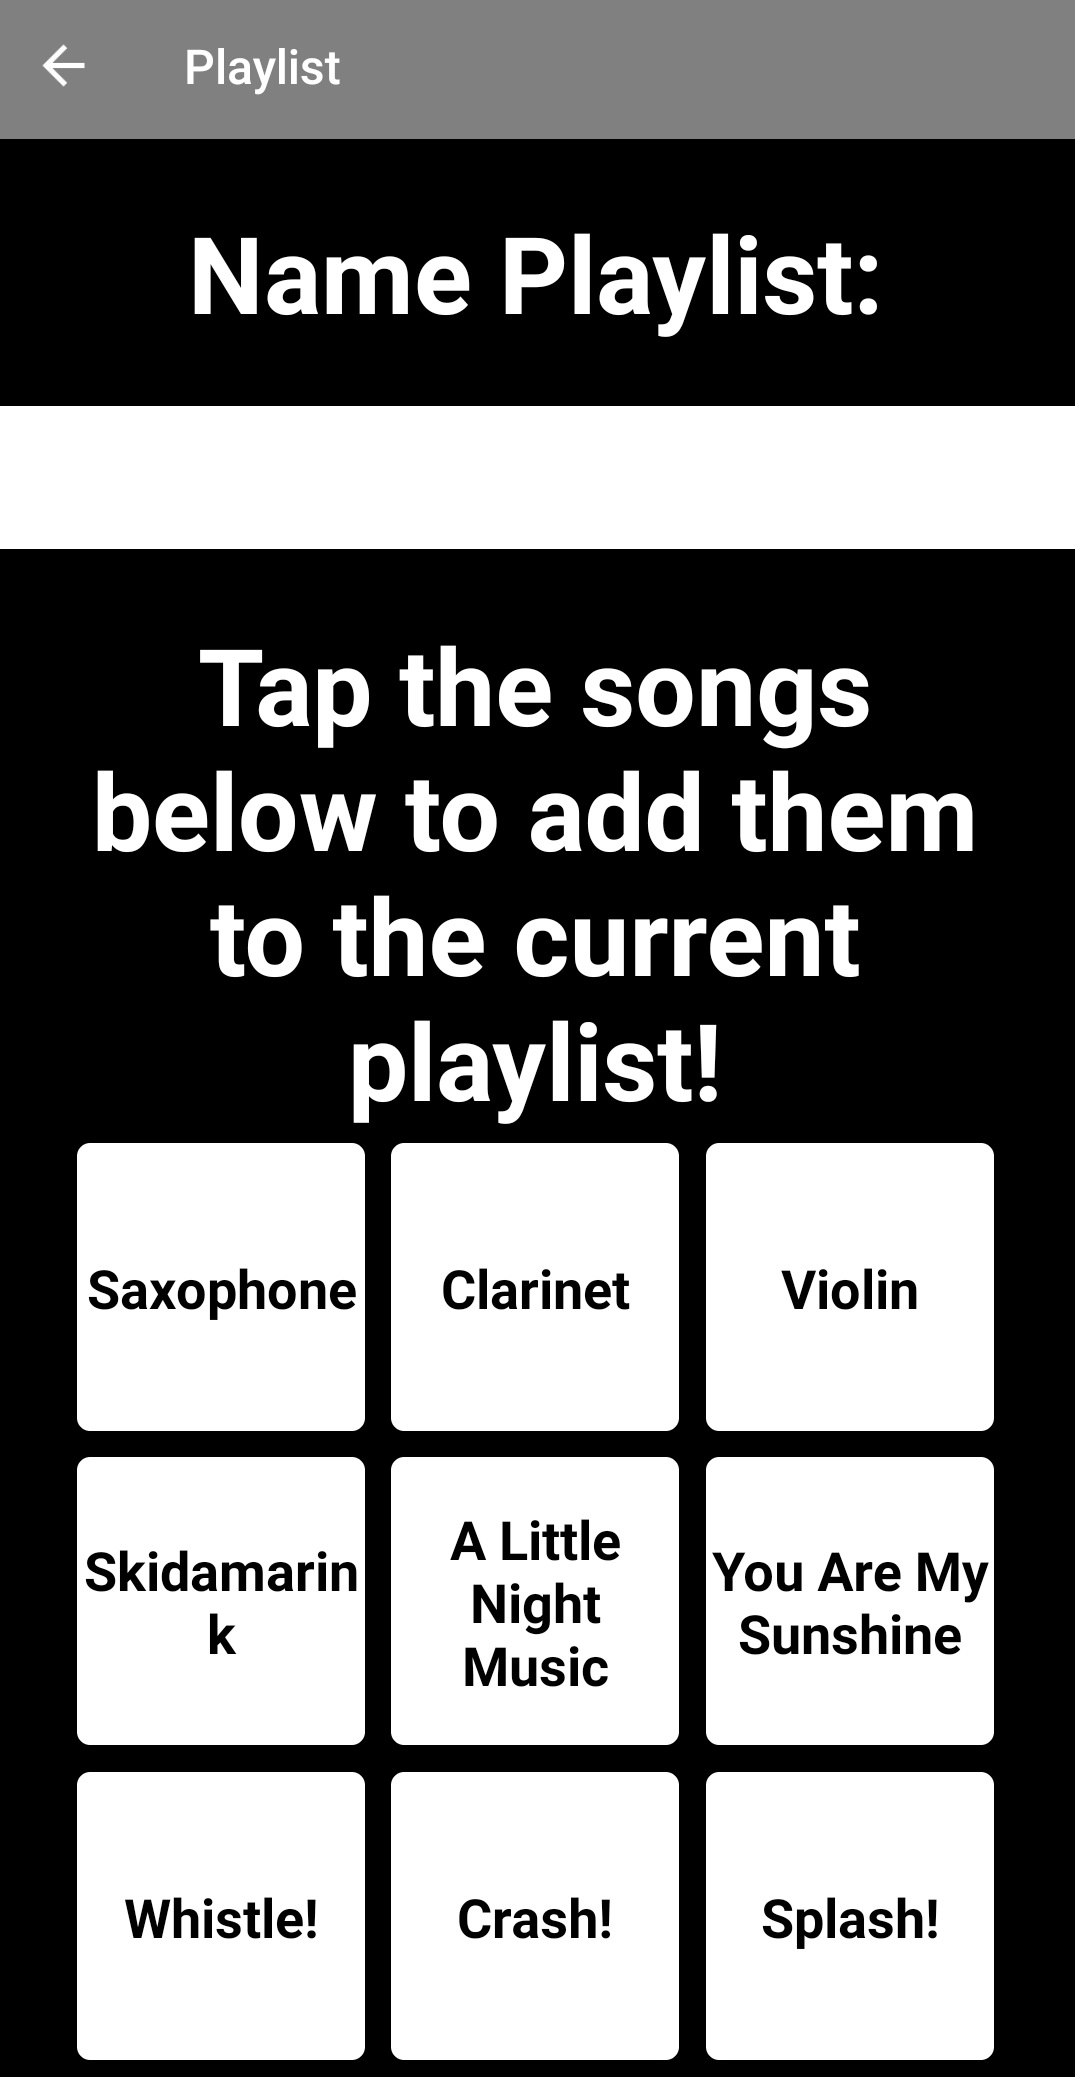 Playlist
Name Playlist:
Tap the songs
below to add them
to the current
playlist!
Saxophone
Clarinet
Violin
Skidamarin
k
A Little
Night
Music
You Are My
Sunshine
Whistle!
Crash!
Splash!